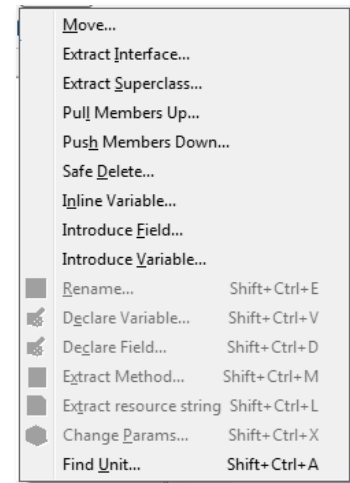 Move...
Extract Interface...
Extract Superclass...
Pull Members Up...
Push Members Down...
Safe Delete...
Inline Variable...
Introduce Field...
Introduce Variable...
Rename... Shift+Ctrl+E
Declare Variable... Shift+Ctrl+V
Declare Field... Shift+Ctrl+D
Extract Method... Shift+Ctrl+M
Extract resource string Shift+Ctrl+L
Change Params... Shift+Ctrl+X
Find Unit... Shift+Ctrl+A